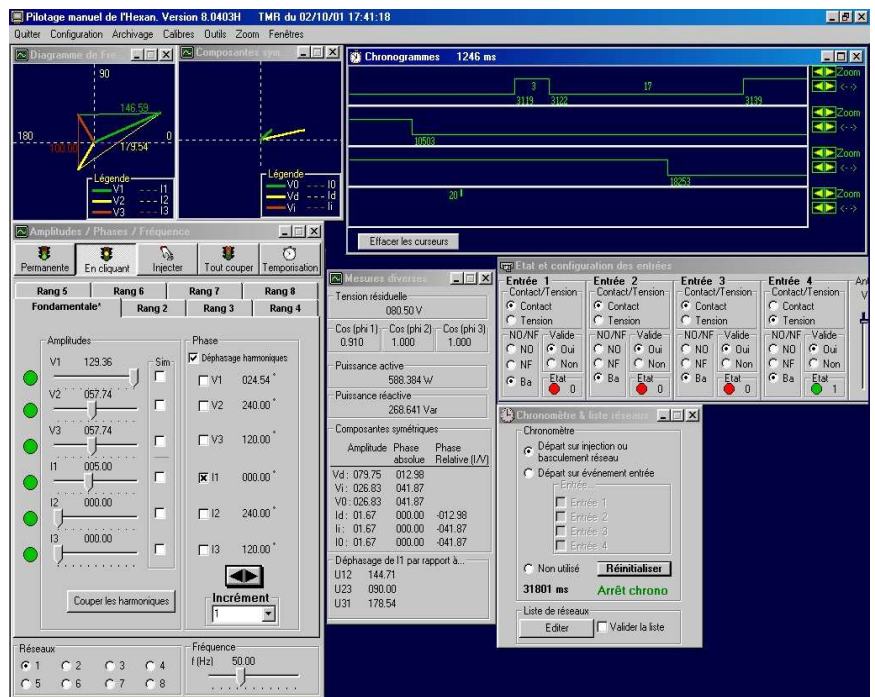 Pilotage manuel de l'Hexan. Version 8.0403H TMR du 02/10/01 17:41:18
Quitter Configuration Archivage Calibres Outils Zoom Fenêtres
Diagramme de Fre
90
180
0
146.59
100.00
179.54
Légende
V1 --- I1
V2 --- I2
V3 --- I3
Composantes sym
Légende
V0 --- I0
Vd --- Id
Vi --- Ii
Chronogrammes 1246 ms
3 17
3119 3122 3139
10503
18253
20
Zoom
<-->
Zoom
<-->
Zoom
<-->
Zoom
<-->
Effacer les curseurs
Amplitudes / Phases / Fréquence
Permanente En cliquant Injecter Tout couper Temporisation
Rang 5 Rang 6 Rang 7 Rang 8
Fondamentale* Rang 2 Rang 3 Rang 4
Amplitudes
Sim
V1 129.36
V2 057.74
V3 057.74
I1 005.00
I2 000.00
I3 000.00
Couper les harmoniques
Phase
Déphasage harmoniques
V1 024.54 °
V2 240.00 °
V3 120.00 °
I1 000.00 °
I2 240.00 °
I3 120.00 °
Incrément
1
Réseaux
1 2 3 4
5 6 7 8
Fréquence
f (Hz) 50.00
Mesures diverses
Tension résiduelle
080.50 V
Cos (phi 1) Cos (phi 2) Cos (phi 3)
0.910 1.000 1.000
Puissance active
588.384 W
Puissance réactive
268.641 Var
Composantes symétriques
Amplitude Phase Phase
absolue Relative (I/V)
Vd : 079.75 012.98
Vi : 026.83 041.87
V0 : 026.83 041.87
Id : 01.67 000.00 -012.98
Ii : 01.67 000.00 -041.87
I0 : 01.67 000.00 -041.87
Déphasage de I1 par rapport à...
U12 144.71
U23 090.00
U31 178.54
Etat et configuration des entrées
Entrée 1 Entrée 2 Entrée 3 Entrée 4 Ant
Contact/Tension Contact/Tension Contact/Tension Contact/Tension V
Contact Contact Contact Contact
Tension Tension Tension Tension
NO/NF Valide NO/NF Valide NO/NF Valide NO/NF Valide
NO Oui NO Oui NO Oui NO Oui
NF Non NF Non NF Non NF Non
Ba Etat Ba Etat Ba Etat Ba Etat
0 0 0 1
Chronomètre & liste réseaux
Chronomètre
Départ sur injection ou
basculement réseau
Départ sur événement entrée
Entrée...
Entrée 1
Entrée 2
Entrée 3
Entrée 4
Non utilisé Réinitialiser
31801 ms Arrêt chrono
Liste de réseaux
Editer Valider la liste